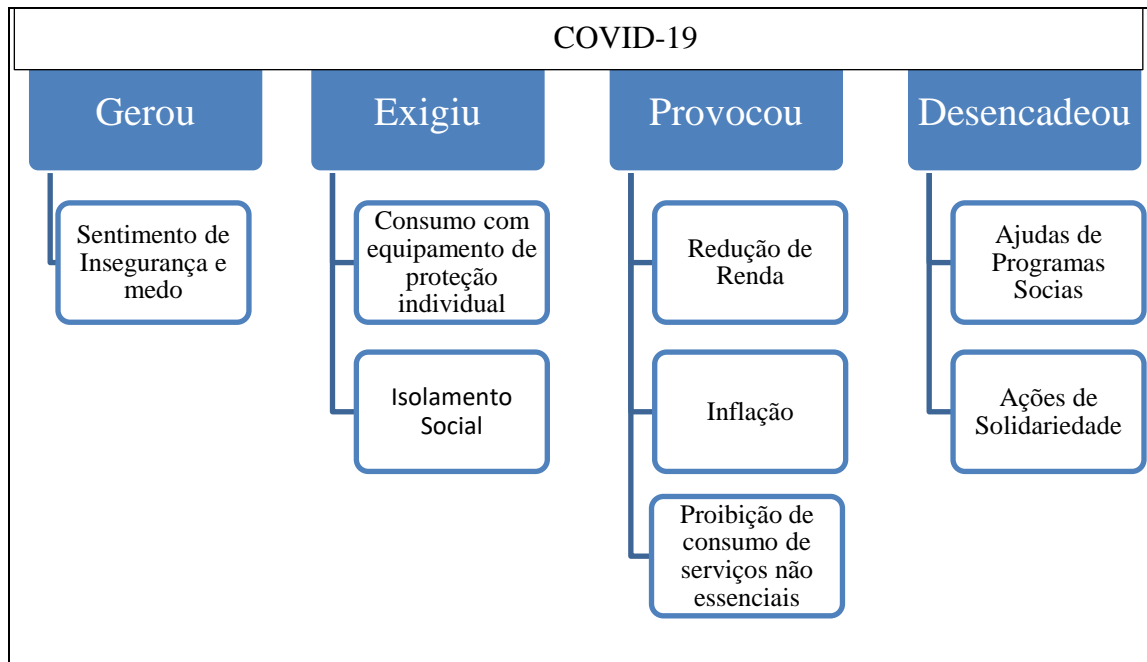 COVID-19
Gerou
Sentimento de
Insegurança e
medo
Exigiu
Consumo com
equipamento de
proteção
individual
Isolamento
Social
Provocou
Redução de
Renda
Inflação
Proibição de
consumo de
serviços não
essenciais
Desencadeou
Ajudas de
Programas
Socias
Ações de
Solidariedade